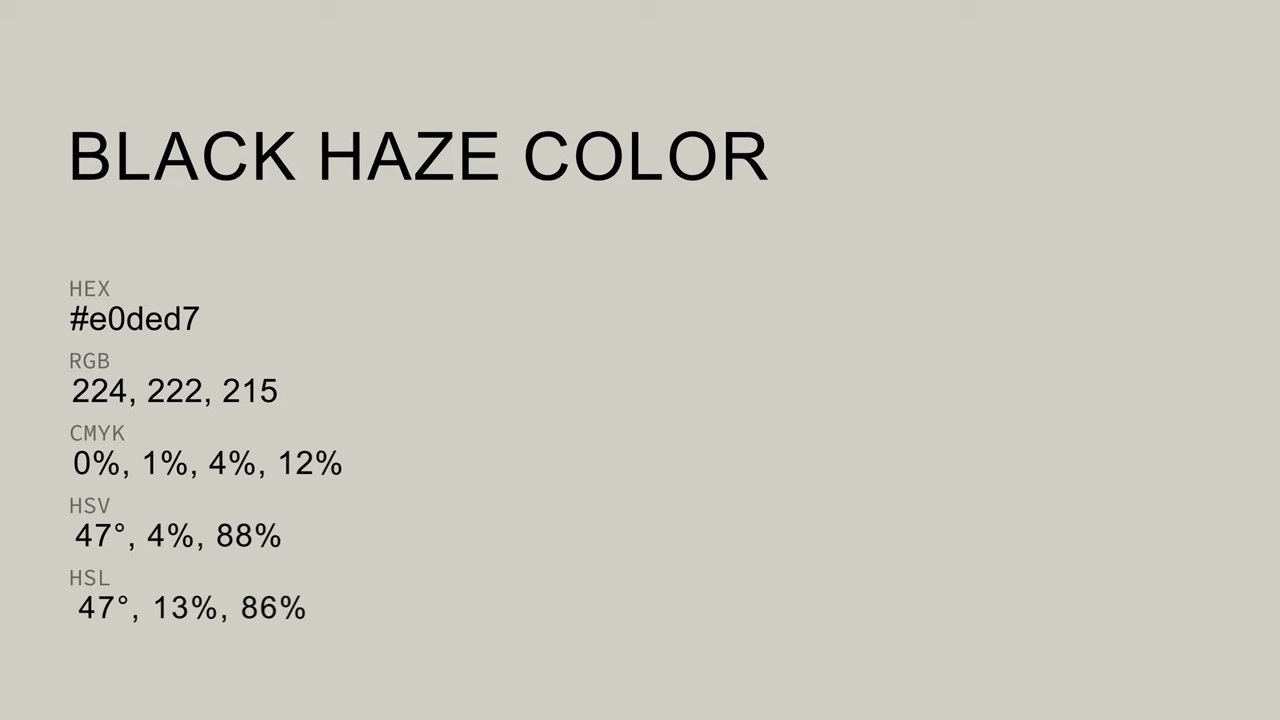 BLACK HAZE COLOR
HEX
#e0ded7
RGB
224, 222, 215
CMYK
0%, 1%, 4%, 12%
HSV
47°, 4%, 88%
HSL
47°, 13%, 86%